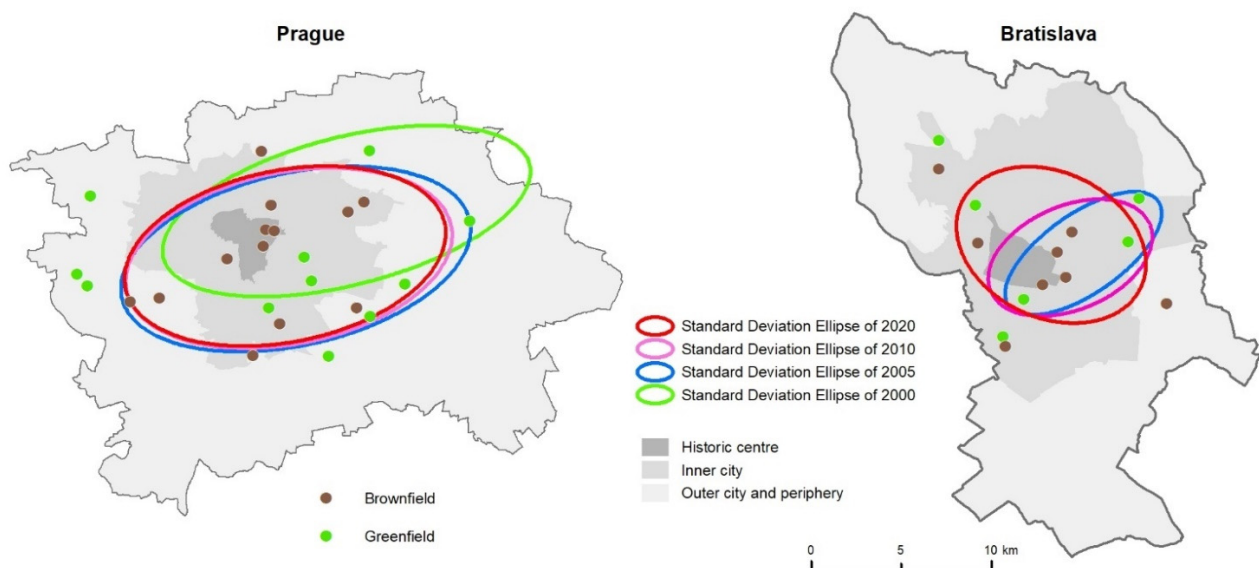 Prague
Bratislava
Standard Deviation Ellipse of 2020
Standard Deviation Ellipse of 2010
Standard Deviation Ellipse of 2005
Standard Deviation Ellipse of 2000
Historic centre
Inner city
Outer city and periphery
Brownfield
Greenfield
0 5 10 km